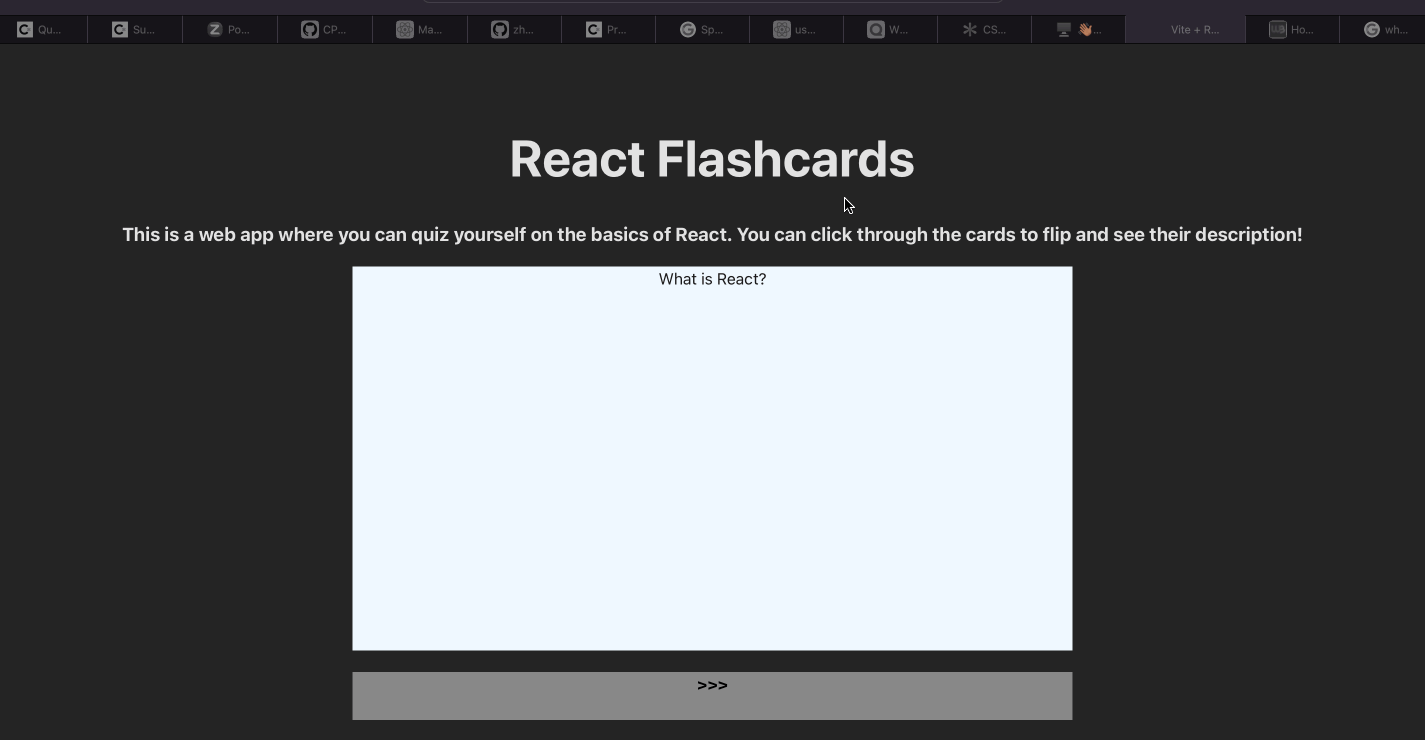 Qu... Su... Po... CP... Ma... zh... Pr... Sp... us... W... CS... 👋🏼... Vite + R... Ho... wh...
React Flashcards
This is a web app where you can quiz yourself on the basics of React. You can click through the cards to flip and see their description!
What is React?
>>>